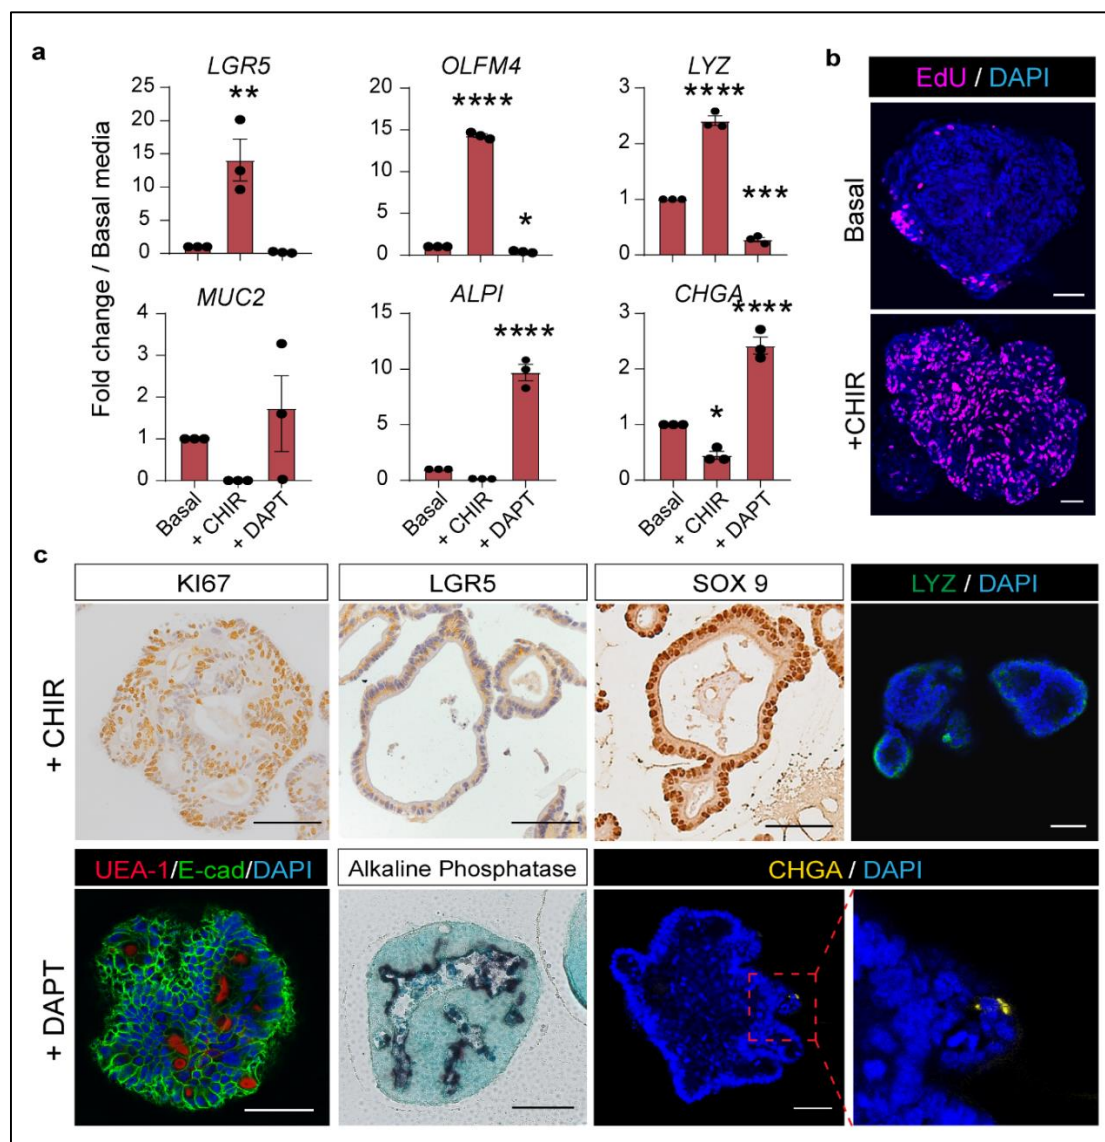 a
Fold change / Basal media
LGR5
25
20
15
10
5
0
**
OLFM4
20
15
10
5
0
****
*
LYZ
3
2
1
0
****
***
MUC2
4
3
2
1
0
Basal
+ CHIR
+ DAPT
ALPI
15
10
5
0
****
Basal
+ CHIR
+ DAPT
CHGA
4
3
2
1
0
*
****
Basal
+ CHIR
+ DAPT
b
EdU / DAPI
Basal
+CHIR
c
KI67
LGR5
SOX 9
LYZ / DAPI
+ CHIR
UEA-1/E-cad/DAPI
Alkaline Phosphatase
CHGA / DAPI
+ DAPT